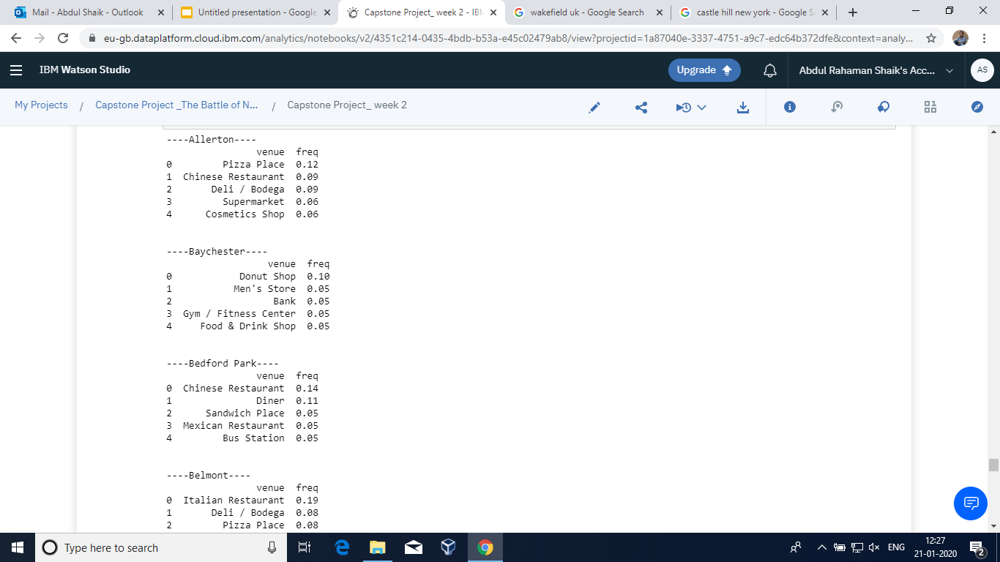 Mail - Abdul Shaik - Outlook
Untitled presentation - Google
Capstone Project_ week 2 - IB
wakefield uk - Google Search
castle hill new york - Google S
eu-gb.dataplatform.cloud.ibm.com/analytics/notebooks/v2/4351c214-0435-4bdb-b53a-e45c02479ab8/view?projectid=1a87040e-3337-4751-a9c7-edc64b372dfe&context=analy...
IBM Watson Studio
Upgrade
Abdul Rahaman Shaik's Acc...
AS
My Projects / Capstone Project _The Battle of N... / Capstone Project_ week 2
----Allerton----
venue freq
0 Pizza Place 0.12
1 Chinese Restaurant 0.09
2 Deli / Bodega 0.09
3 Supermarket 0.06
4 Cosmetics Shop 0.06
----Baychester----
venue freq
0 Donut Shop 0.10
1 Men's Store 0.05
2 Bank 0.05
3 Gym / Fitness Center 0.05
4 Food & Drink Shop 0.05
----Bedford Park----
venue freq
0 Chinese Restaurant 0.14
1 Diner 0.11
2 Sandwich Place 0.05
3 Mexican Restaurant 0.05
4 Bus Station 0.05
----Belmont----
venue freq
0 Italian Restaurant 0.19
1 Deli / Bodega 0.08
2 Pizza Place 0.08
Type here to search
ENG
12:27
21-01-2020
2